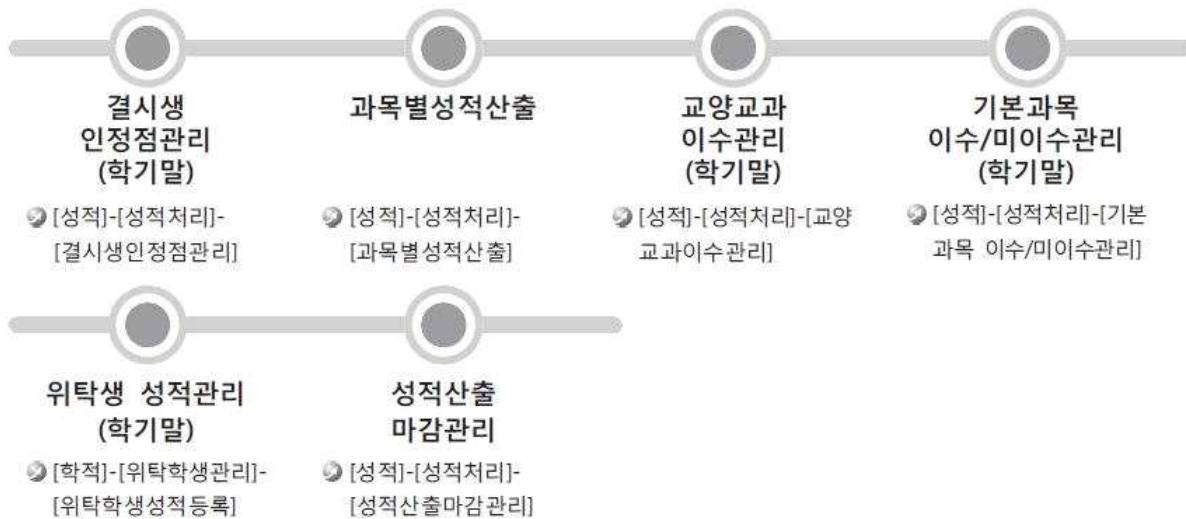 결시생
인정점관리
(학기말)
[성적]-[성적처리]-
[결시생인정점관리]
과목별성적산출
[성적]-[성적처리]-
[과목별성적산출]
교양교과
이수관리
(학기말)
[성적]-[성적처리]-[교양
교과이수관리]
기본과목
이수/미이수관리
(학기말)
[성적]-[성적처리]-[기본
과목 이수/미이수관리]
위탁생 성적관리
(학기말)
[학적]-[위탁학생관리]-
[위탁학생성적등록]
성적산출
마감관리
[성적]-[성적처리]-
[성적산출마감관리]